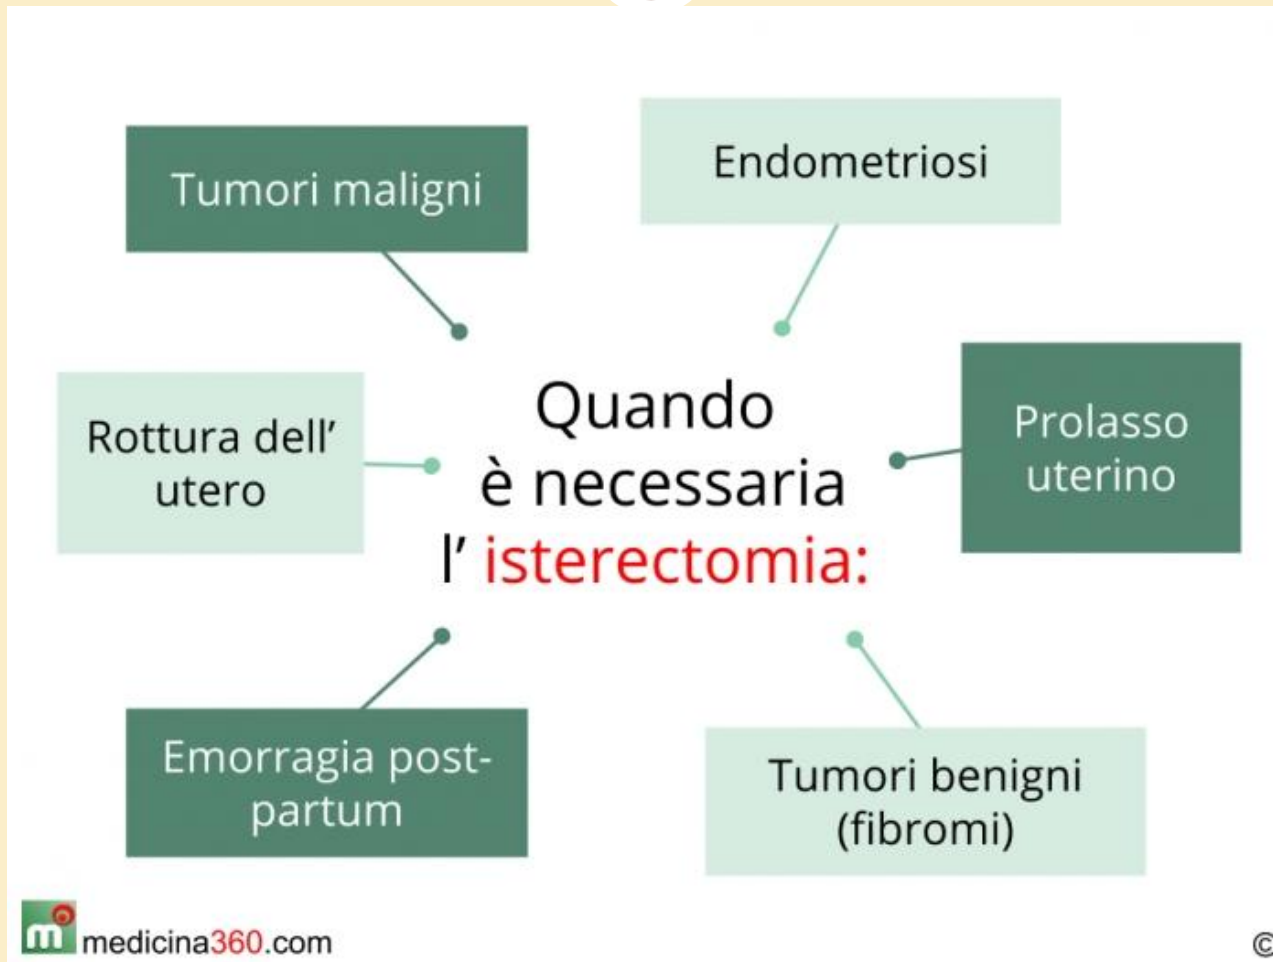 Tumori maligni
Endometriosi
Rottura dell’
utero
Quando
è necessaria
l’ isterectomia:
Prolasso
uterino
Emorragia post-
partum
Tumori benigni
(fibromi)
m
medicina360.com
©